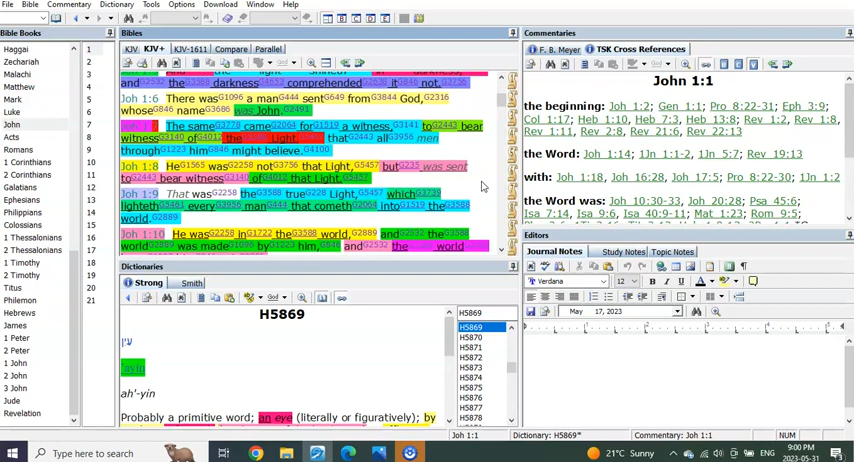 File Bible Commentary Dictionary Tools Options Download Window Help
Bible Books
Haggai
Zechariah
Malachi
Matthew
Mark
Luke
John
Acts
Romans
1 Corinthians
2 Corinthians
Galatians
Ephesians
Philippians
Colossians
1 Thessalonians
2 Thessalonians
1 Timothy
2 Timothy
Titus
Philemon
Hebrews
James
1 Peter
2 Peter
1 John
2 John
3 John
Jude
Revelation
1
2
3
4
5
6
7
8
9
10
11
12
13
14
15
16
17
18
19
20
21
Bibles
KJV KJV+ KJV-1611 Compare Parallel
and G2532 the G3588 darkness G4653 comprehended G2638 it not. G3756
Joh 1:6 There was G1096 a man G444 sent G649 from G3844 God, G2316
whose G846 name G3686 was John. G2491
The same G3778 came G2064 for G1519 a witness, G3141 to G2443 bear
witness G3140 of G4012 the Light, that G2443 all G3956 men
through G1223 him G846 might believe. G4100
Joh 1:8 He G1565 was G2258 not G3756 that Light, G5457 but G235 was sent
to G2443 bear witness G3140 of G4012 that Light. G5457
Joh 1:9 That was G2258 the G3588 true G228 Light, G5457 which G3739
lighteth G5461 every G3956 man G444 that cometh G2064 into G1519 the G3588
world. G2889
Joh 1:10 He was G2258 in G1722 the G3588 world, G2889 and G2532 the G3588
world G2889 was made G1096 by G1223 him, G846 and G2532 the world
Dictionaries
Strong Smith
H5869
עין
‛ayin
ah'-yin
Probably a primitive word; an eye (literally or figuratively); by
H5869
H5869
H5870
H5871
H5872
H5873
H5874
H5875
H5876
H5877
H5878
Commentaries
F. B. Meyer TSK Cross References
John 1:1
the beginning: Joh 1:2; Gen 1:1; Pro 8:22-31; Eph 3:9;
Col 1:17; Heb 1:10; Heb 7:3; Heb 13:8; Rev 1:2; Rev 1:8,
Rev 1:11; Rev 2:8; Rev 21:6; Rev 22:13
the Word: Joh 1:14; 1Jn 1:1-2; 1Jn 5:7; Rev 19:13
with: Joh 1:18, Joh 16:28, Joh 17:5; Pro 8:22-30; 1Jn 1:2
the Word was: Joh 10:30-33, Joh 20:28; Psa 45:6;
Isa 7:14, Isa 9:6, Isa 40:9-11; Mat 1:23; Rom 9:5;
Editors
Journal Notes Study Notes Topic Notes
Verdana 12 B I U A
May 17, 2023
Joh 1:1 Dictionary: H5869* Commentary: Joh 1:1 NUM
Type here to search
21°C Sunny
ENG
9:00 PM
2023-05-31